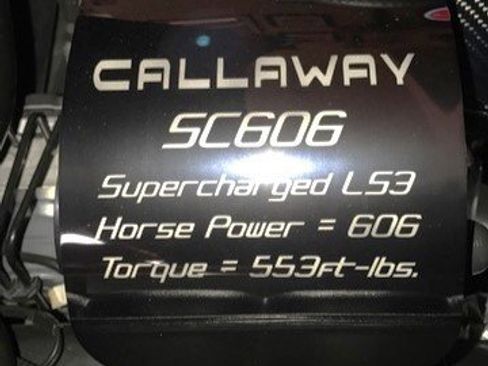 CALLAWAY
SC606
Supercharged LS3
Horse Power = 606
Torque = 553ft-lbs.